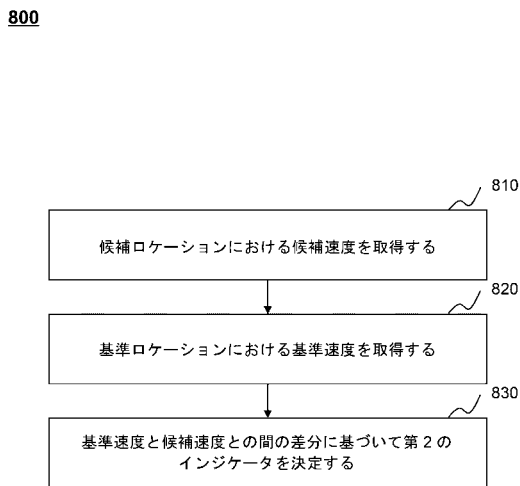 800
810
候補ロケーションにおける候補速度を取得する
820
基準ロケーションにおける基準速度を取得する
830
基準速度と候補速度との間の差分に基づいて第2の
インジケータを決定する